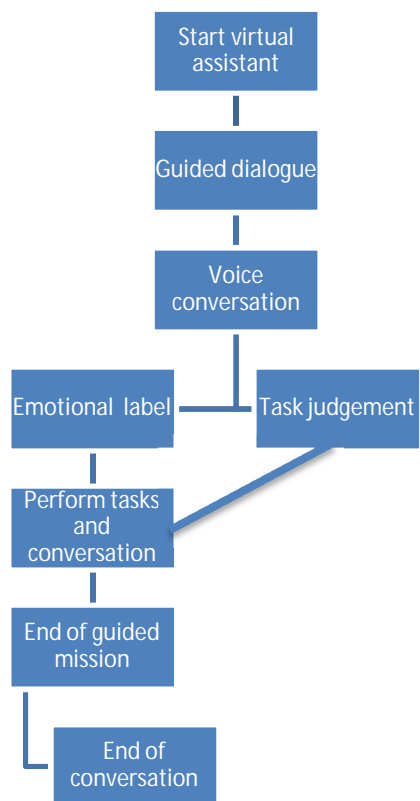 Start virtual
assistant
Guided dialogue
Voice
conversation
Emotional label
Task judgement
Perform tasks
and
conversation
End of guided
mission
End of
conversation